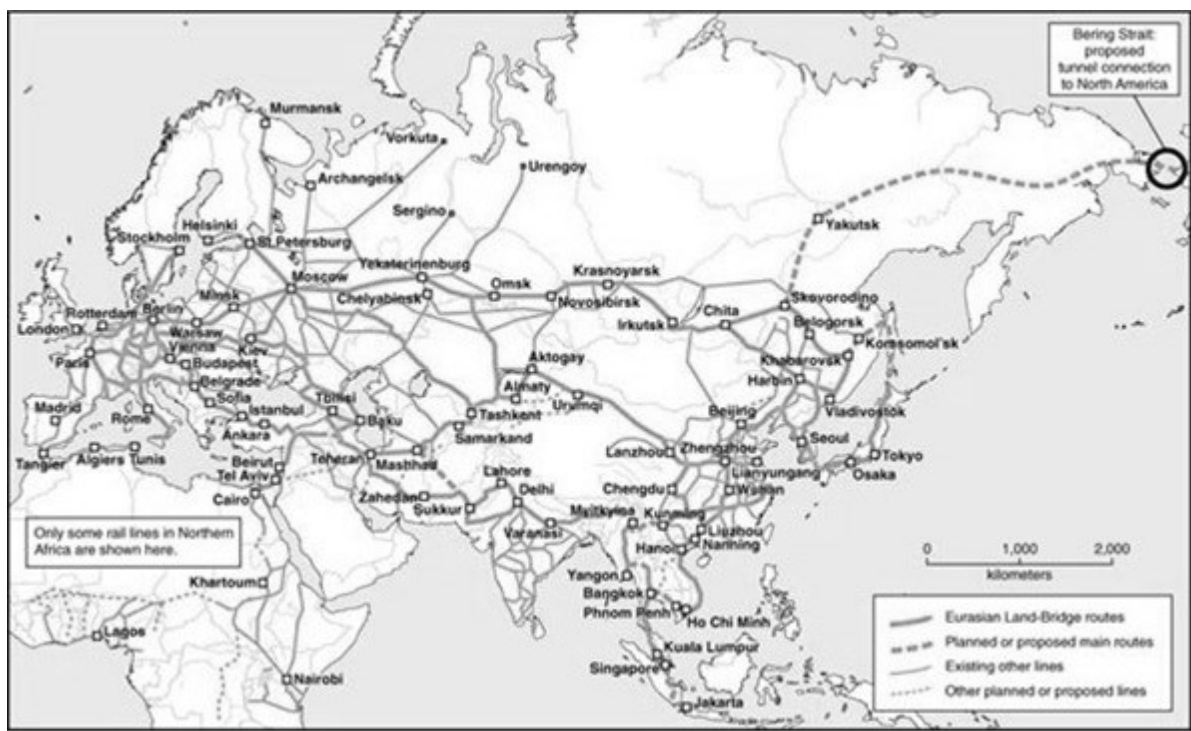 Bering Strait:
proposed
tunnel connection
to North America
Murmansk
Vorkuta
Urengoy
Archangelsk
Sergino
Yakutsk
Helsinki
Stockholm
St.Petersburg
Yekaterinenburg
Krasnoyarsk
Moscow
Omsk
Chelyabinsk
Novosibirsk
Skovorodino
Minsk
Berlin
Rotterdam
London
Irkutsk
Chita
Belogorsk
Warsaw
Komsomol'sk
Vienna
Kiev
Paris
Budapest
Khabarovsk
Aktogay
Belgrade
Harbin
Almaty
Urumqi
Sofia
Tbilisi
Madrid
Rome
Istanbul
Baku
Tashkent
Beijing
Vladivostok
Ankara
Samarkand
Seoul
Tangier
Algiers
Tunis
Beirut
Teheran
Mashhad
Lanzhou
Zhengzhou
Tokyo
Tel Aviv
Lahore
Lianyungang
Osaka
Cairo
Zahedan
Delhi
Chengdu
Wuhan
Sukkur
Myitkyina
Kunming
Varanasi
Liuzhou
Nanning
Hanoi
Only some rail lines in Northern
Africa are shown here.
0 1,000 2,000
kilometers
Khartoum
Yangon
Bangkok
Phnom Penh
Ho Chi Minh
Lagos
Kuala Lumpur
Singapore
Nairobi
Jakarta
Eurasian Land-Bridge routes
Planned or proposed main routes
Existing other lines
Other planned or proposed lines